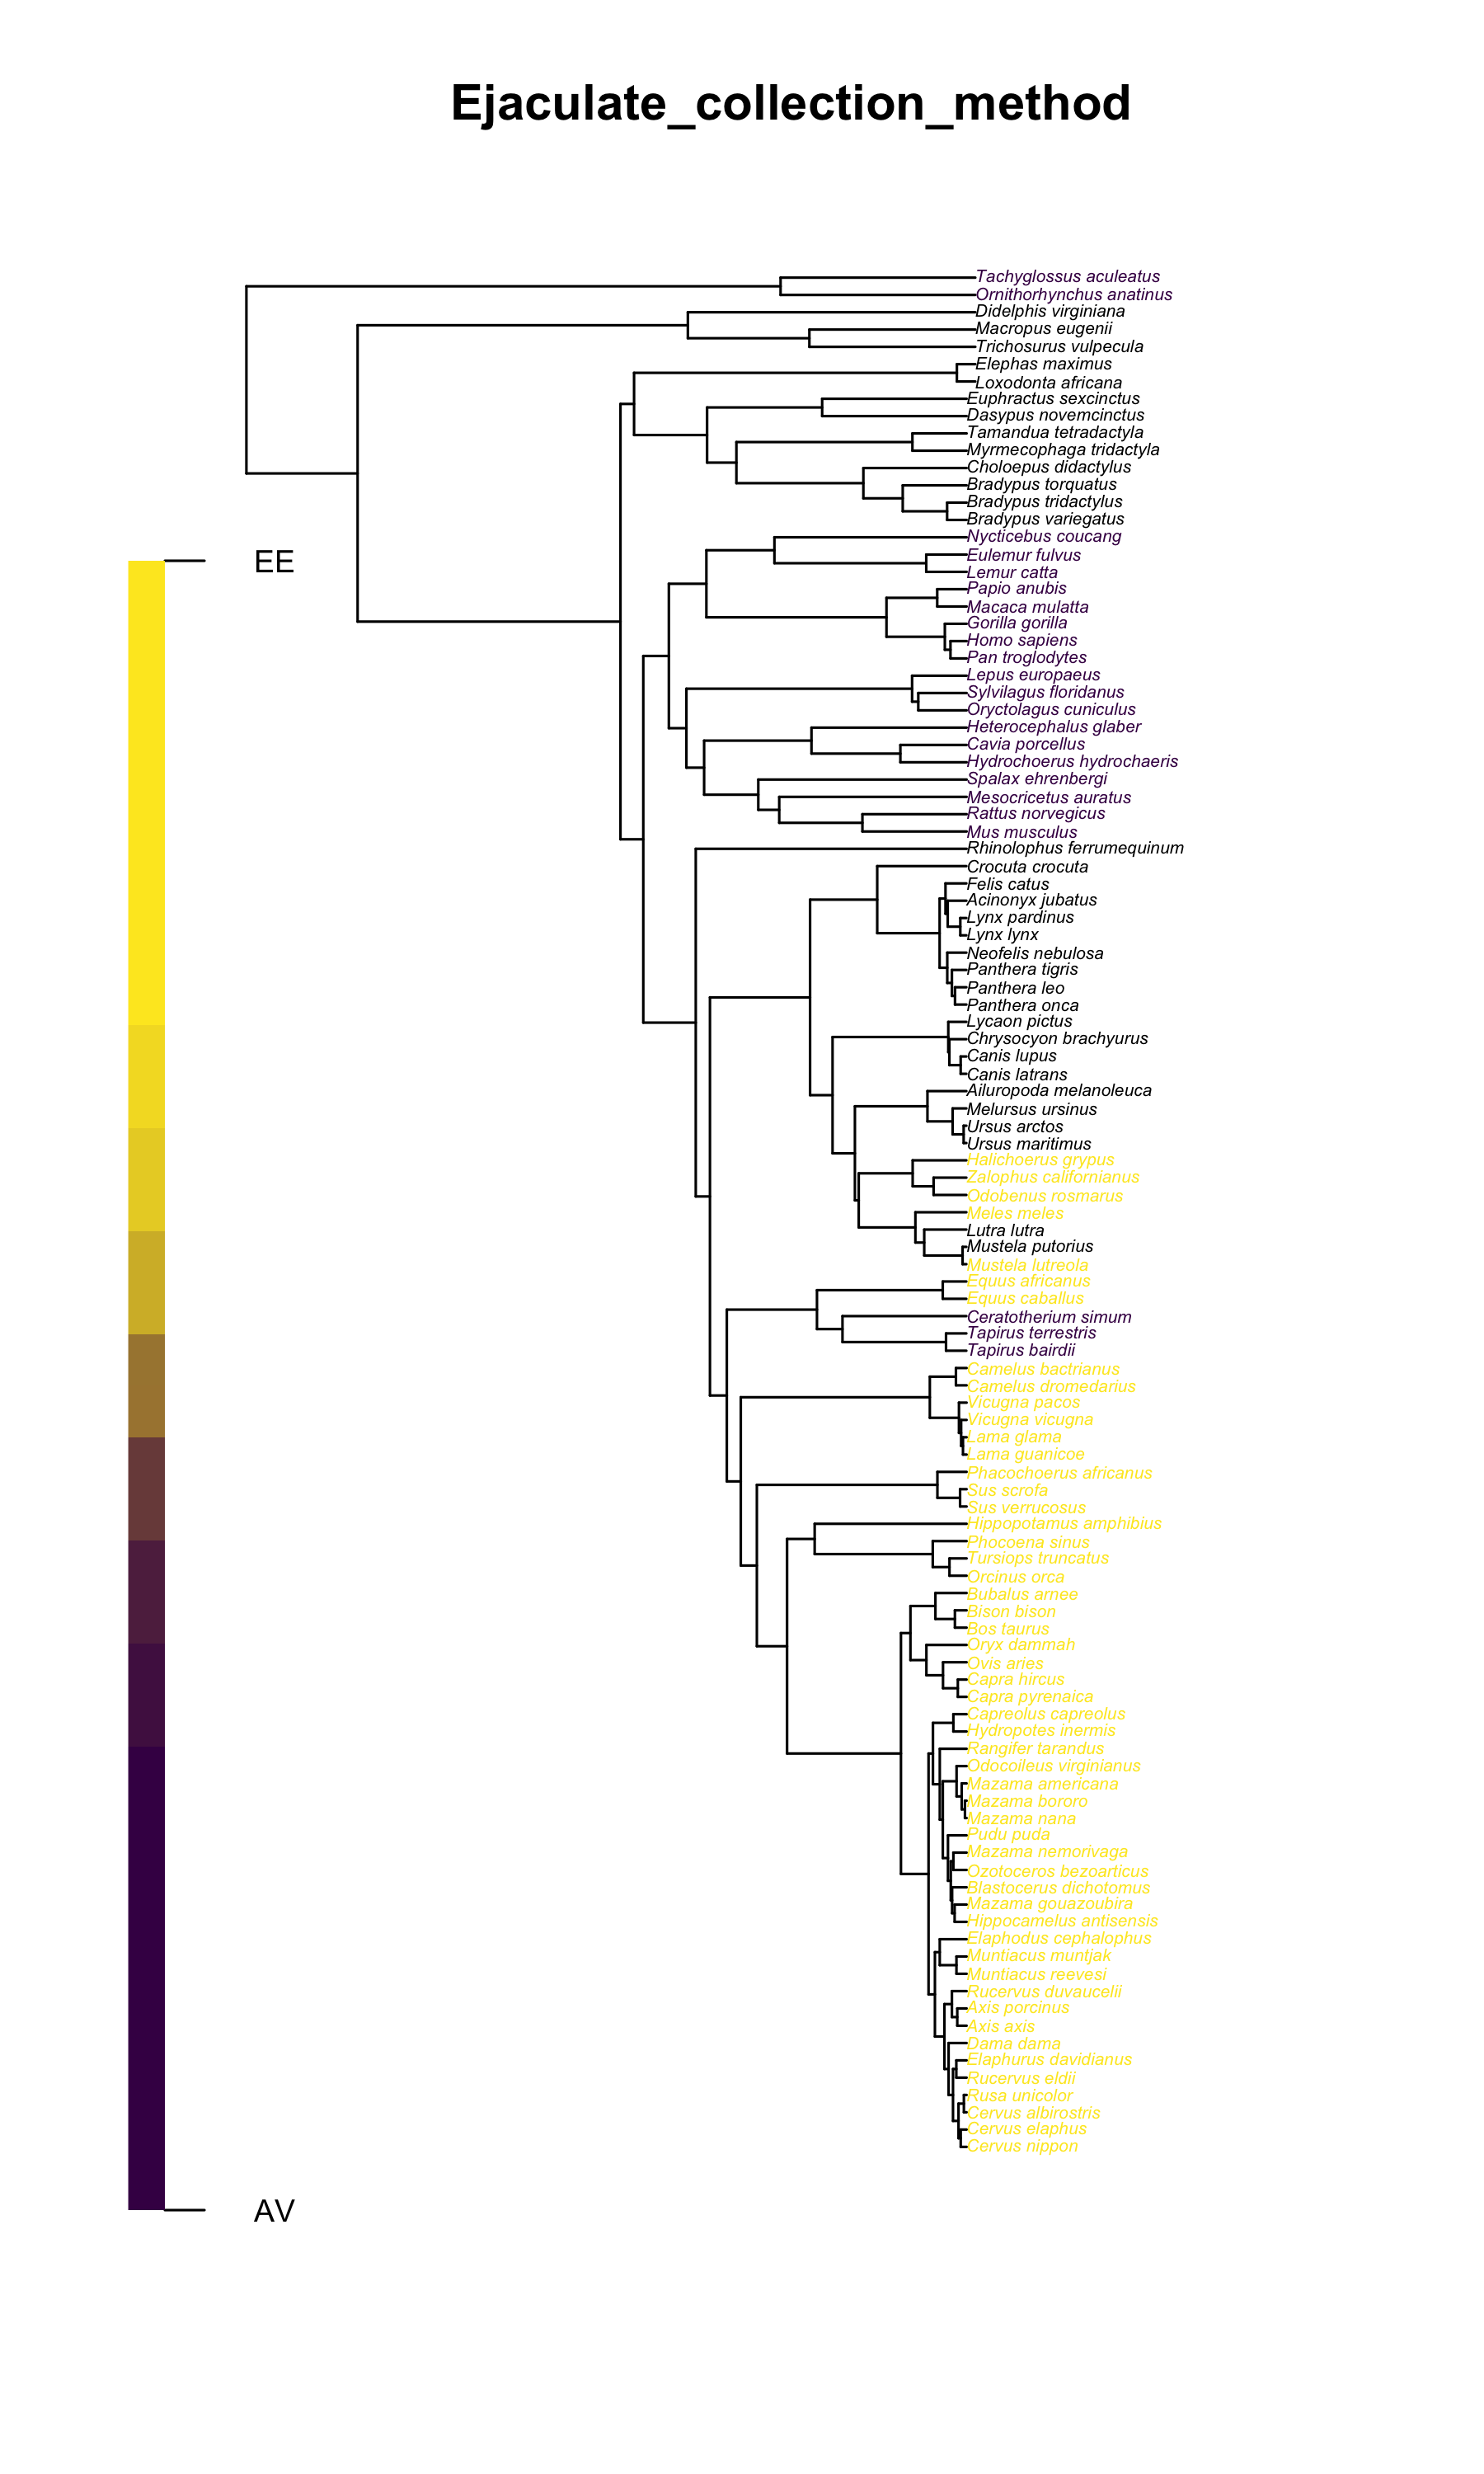 Ejaculate_collection_method
Tachyglossus aculeatus
Ornithorhynchus anatinus
Didelphis virginiana
Macropus eugenii
Trichosurus vulpecula
Elephas maximus
Loxodonta africana
Euphractus sexcinctus
Dasypus novemcinctus
Tamandua tetradactyla
Myrmecophaga tridactyla
Choloepus didactylus
Bradypus torquatus
Bradypus tridactylus
Bradypus variegatus
Nycticebus coucang
EE
Eulemur fulvus
Lemur catta
Papio anubis
Macaca mulatta
Gorilla gorilla
Homo sapiens
Pan troglodytes
Lepus europaeus
Sylvilagus floridanus
Oryctolagus cuniculus
Heterocephalus glaber
Cavia porcellus
Hydrochoerus hydrochaeris
Spalax ehrenbergi
Mesocricetus auratus
Rattus norvegicus
Mus musculus
Rhinolophus ferrumequinum
Crocuta crocuta
Felis catus
Acinonyx jubatus
Lynx pardinus
Lynx lynx
Neofelis nebulosa
Panthera tigris
Panthera leo
Panthera onca
Lycaon pictus
Chrysocyon brachyurus
Canis lupus
Canis latrans
Ailuropoda melanoleuca
Melursus ursinus
Ursus arctos
Ursus maritimus
Halichoerus grypus
Zalophus californianus
Odobenus rosmarus
Meles meles
Lutra lutra
Mustela putorius
Mustela lutreola
Equus africanus
Equus caballus
Ceratotherium simum
Tapirus terrestris
Tapirus bairdii
Camelus bactrianus
Camelus dromedarius
Vicugna pacos
Vicugna vicugna
Lama glama
Lama guanicoe
Phacochoerus africanus
Sus scrofa
Sus verrucosus
Hippopotamus amphibius
Phocoena sinus
Tursiops truncatus
Orcinus orca
Bubalus arnee
Bison bison
Bos taurus
Oryx dammah
Ovis aries
Capra hircus
Capra pyrenaica
Capreolus capreolus
Hydropotes inermis
Rangifer tarandus
Odocoileus virginianus
Mazama americana
Mazama bororo
Mazama nana
Pudu puda
Mazama nemorivaga
Ozotoceros bezoarticus
Blastocerus dichotomus
Mazama gouazoubira
Hippocamelus antisensis
Elaphodus cephalophus
Muntiacus muntjak
Muntiacus reevesi
Rucervus duvaucelii
Axis porcinus
Axis axis
Dama dama
Elaphurus davidianus
Rucervus eldii
Rusa unicolor
Cervus albirostris
Cervus elaphus
Cervus nippon
AV